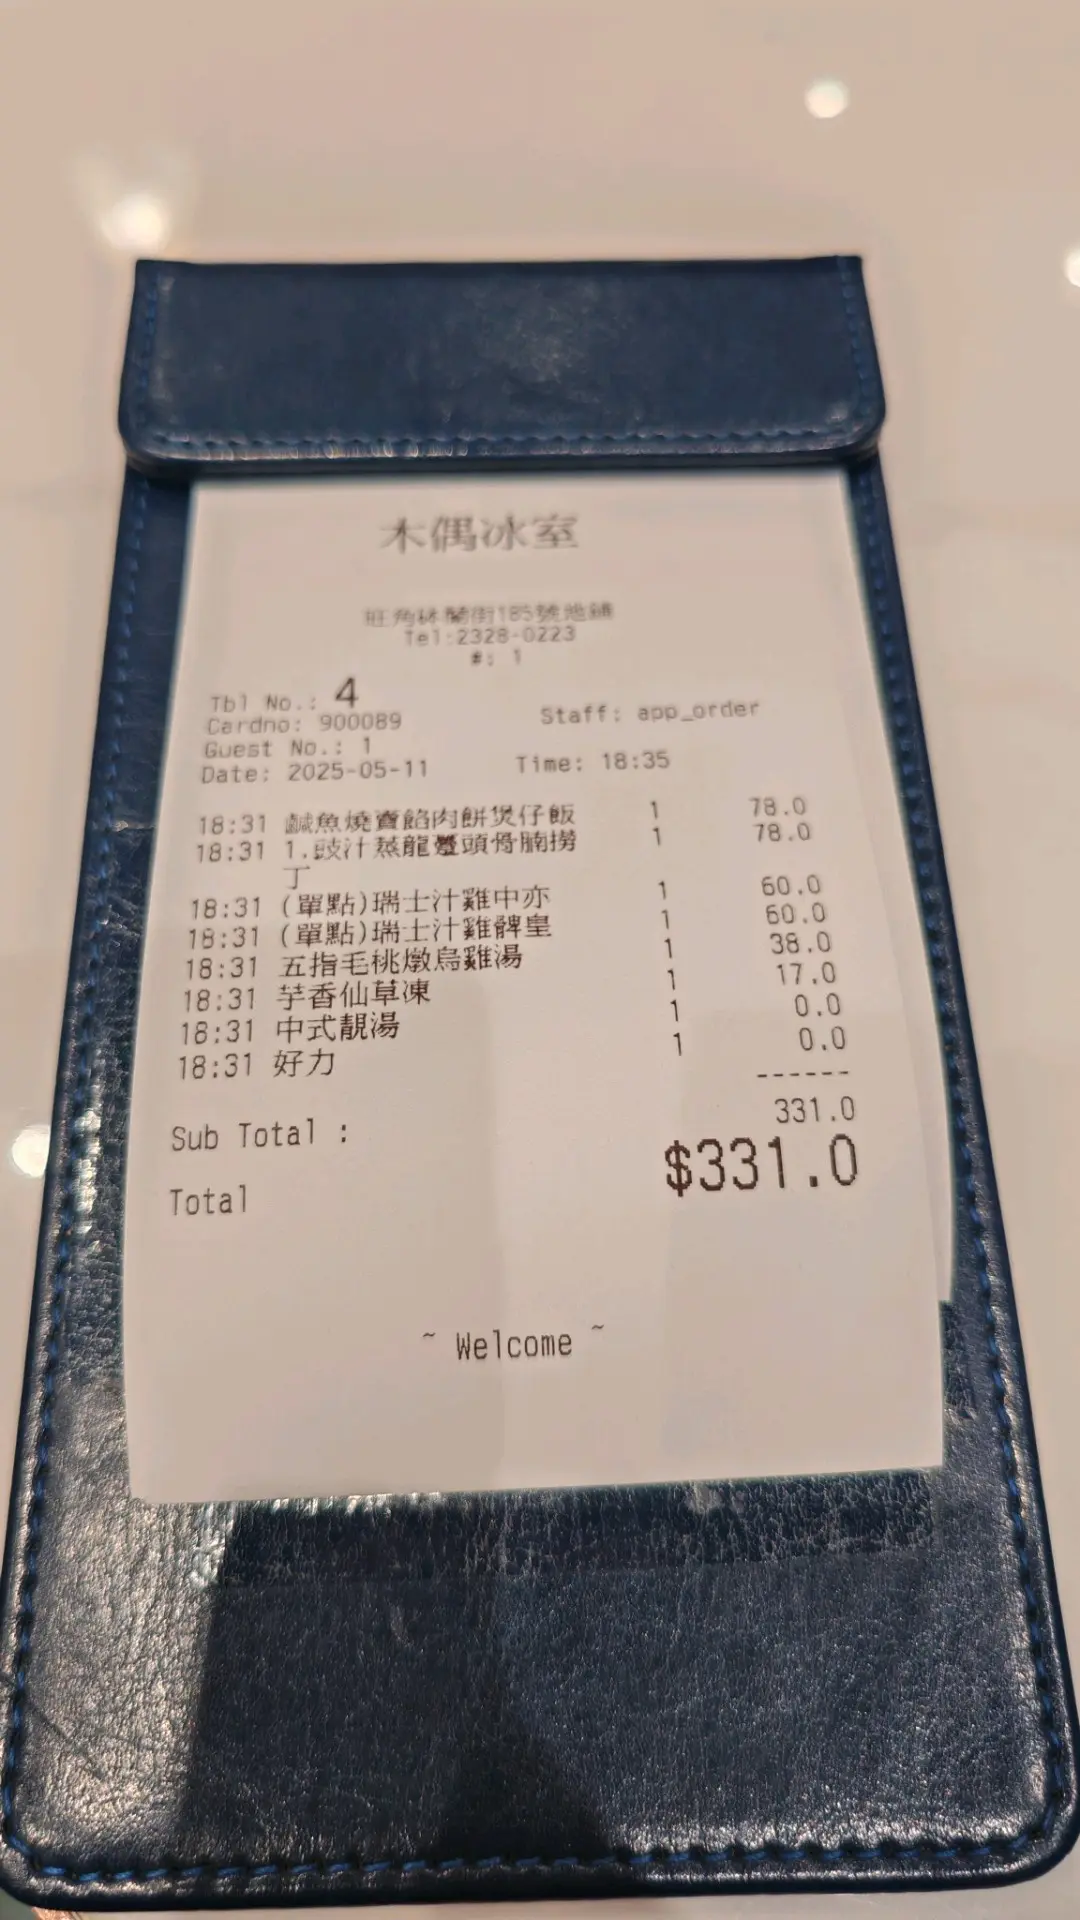 木偶冰室
旺角砵蘭街185號地鋪
Tel:2328-0223
#: 1
Tbl No.: 4
Cardno: 900089 Staff: app_order
Guest No.: 1
Date: 2025-05-11 Time: 18:35
18:31 鹹魚燒賣餡肉餅煲仔飯 1 78.0
18:31 1.豉汁蒸龍躉頭骨腩撈 1 78.0
丁
18:31 (單點)瑞士汁雞中亦 1 60.0
18:31 (單點)瑞士汁雞髀皇 1 60.0
18:31 五指毛桃燉烏雞湯 1 38.0
18:31 芋香仙草凍 1 17.0
18:31 中式靚湯 1 0.0
18:31 好力 1 0.0
------
Sub Total : 331.0
Total $331.0
~ Welcome ~